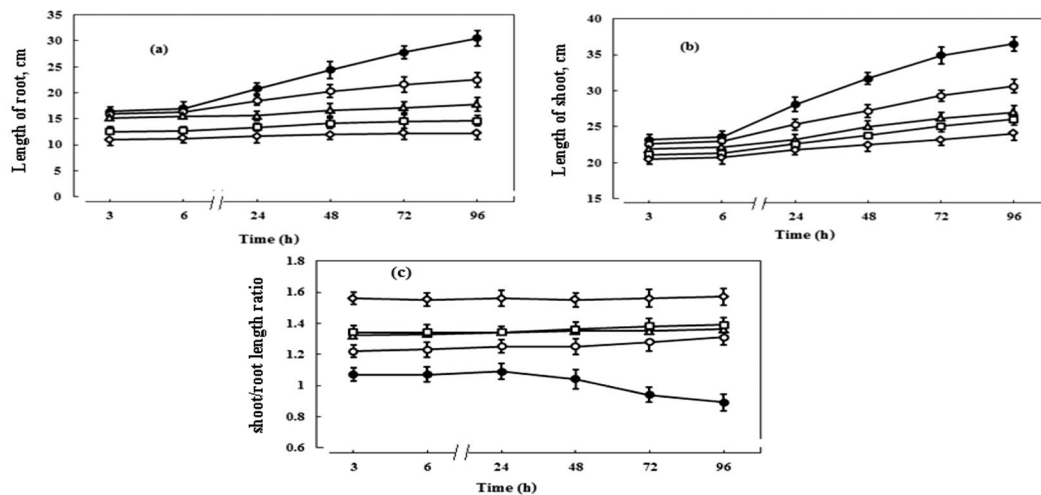 (a)
Length of root, cm
35
30
25
20
15
10
5
0
3 6 24 48 72 96
Time (h)
(b)
Length of shoot, cm
40
35
30
25
20
15
3 6 24 48 72 96
Time (h)
(c)
shoot/root length ratio
1.8
1.6
1.4
1.2
1
0.8
0.6
3 6 24 48 72 96
Time (h)